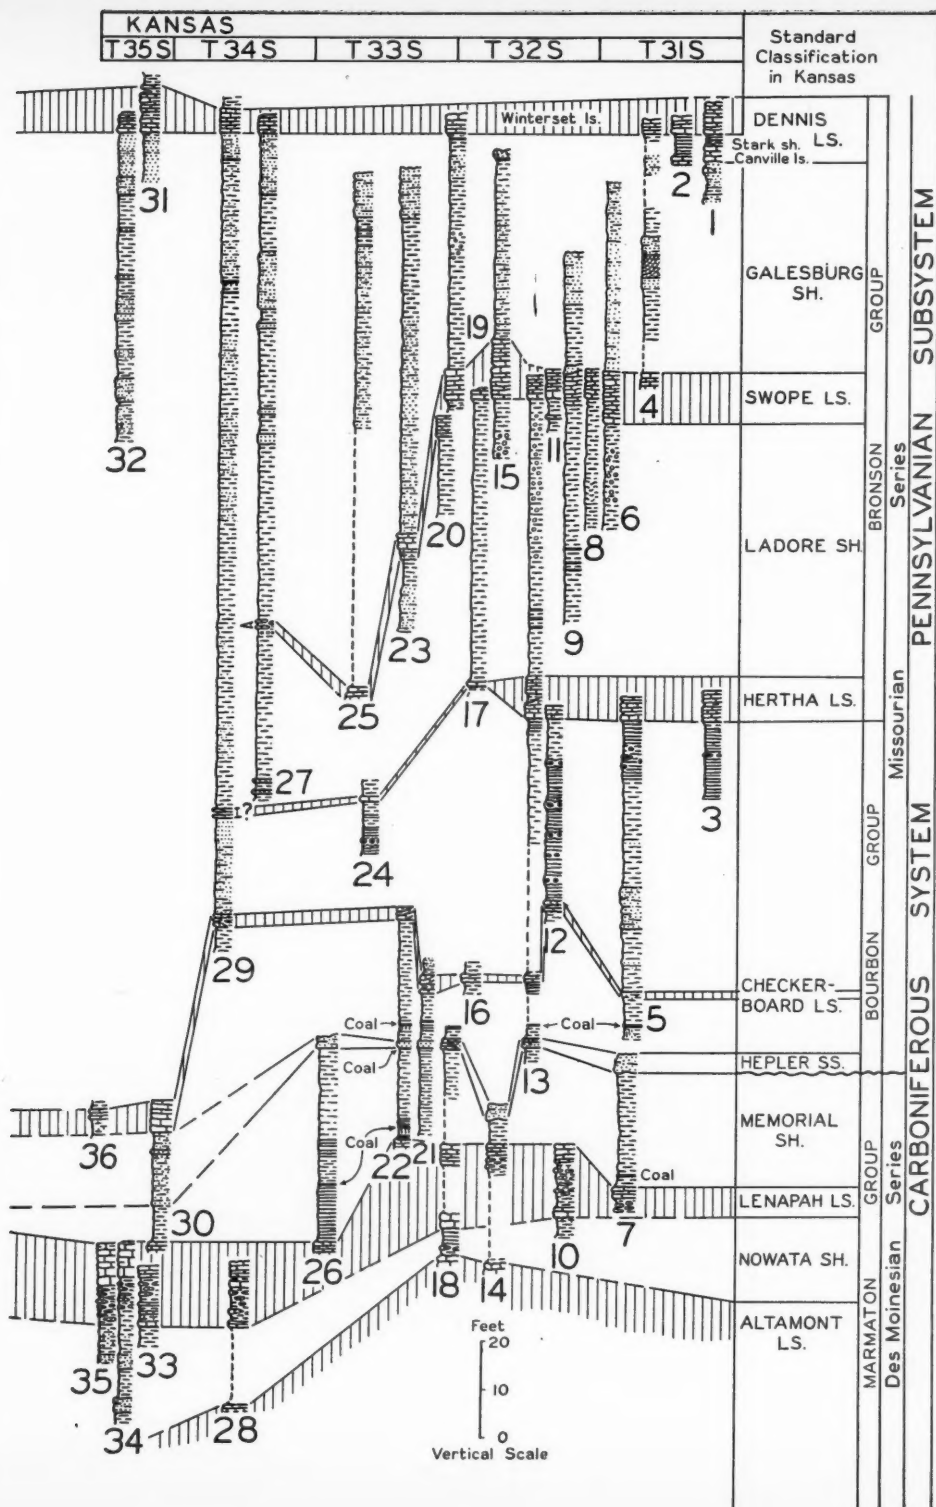 KANSAS
T35S T34S T33S T32S T31S
Standard
Classification
in Kansas
Winterset ls.
DENNIS
LS.
Stark sh.
Canville ls.
31
2
1
GALESBURG
SH.
19
4
SWOPE LS.
32
15
11
20
8
6
LADORE SH.
23
9
25
17
HERTHA LS.
27
I?
3
24
12
29
16
5
CHECKER-
BOARD LS.
Coal
Coal
Coal
13
HEPLER SS.
36
Coal
22
21
MEMORIAL
SH.
Coal
30
7
LENAPAH LS.
26
18
14
10
NOWATA SH.
35
33
34
28
ALTAMONT
LS.
Feet
20
10
0
Vertical Scale
BRONSON GROUP
BOURBON GROUP
MARMATON GROUP
Missourian Series
Des Moinesian Series
PENNSYLVANIAN SUBSYSTEM
CARBONIFEROUS SYSTEM